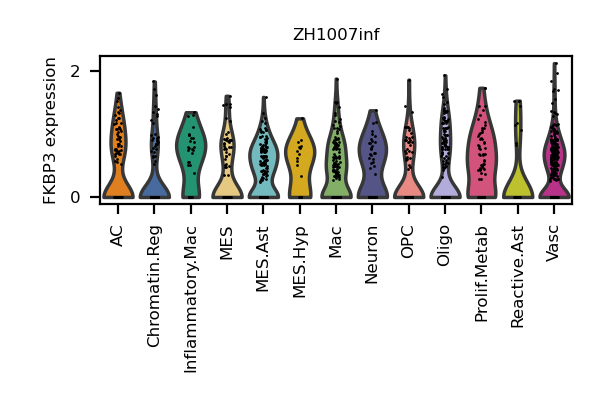 ZH1007inf
FKBP3 expression
2
0
AC
Chromatin.Reg
Inflammatory.Mac
MES
MES.Ast
MES.Hyp
Mac
Neuron
OPC
Oligo
Prolif.Metab
Reactive.Ast
Vasc